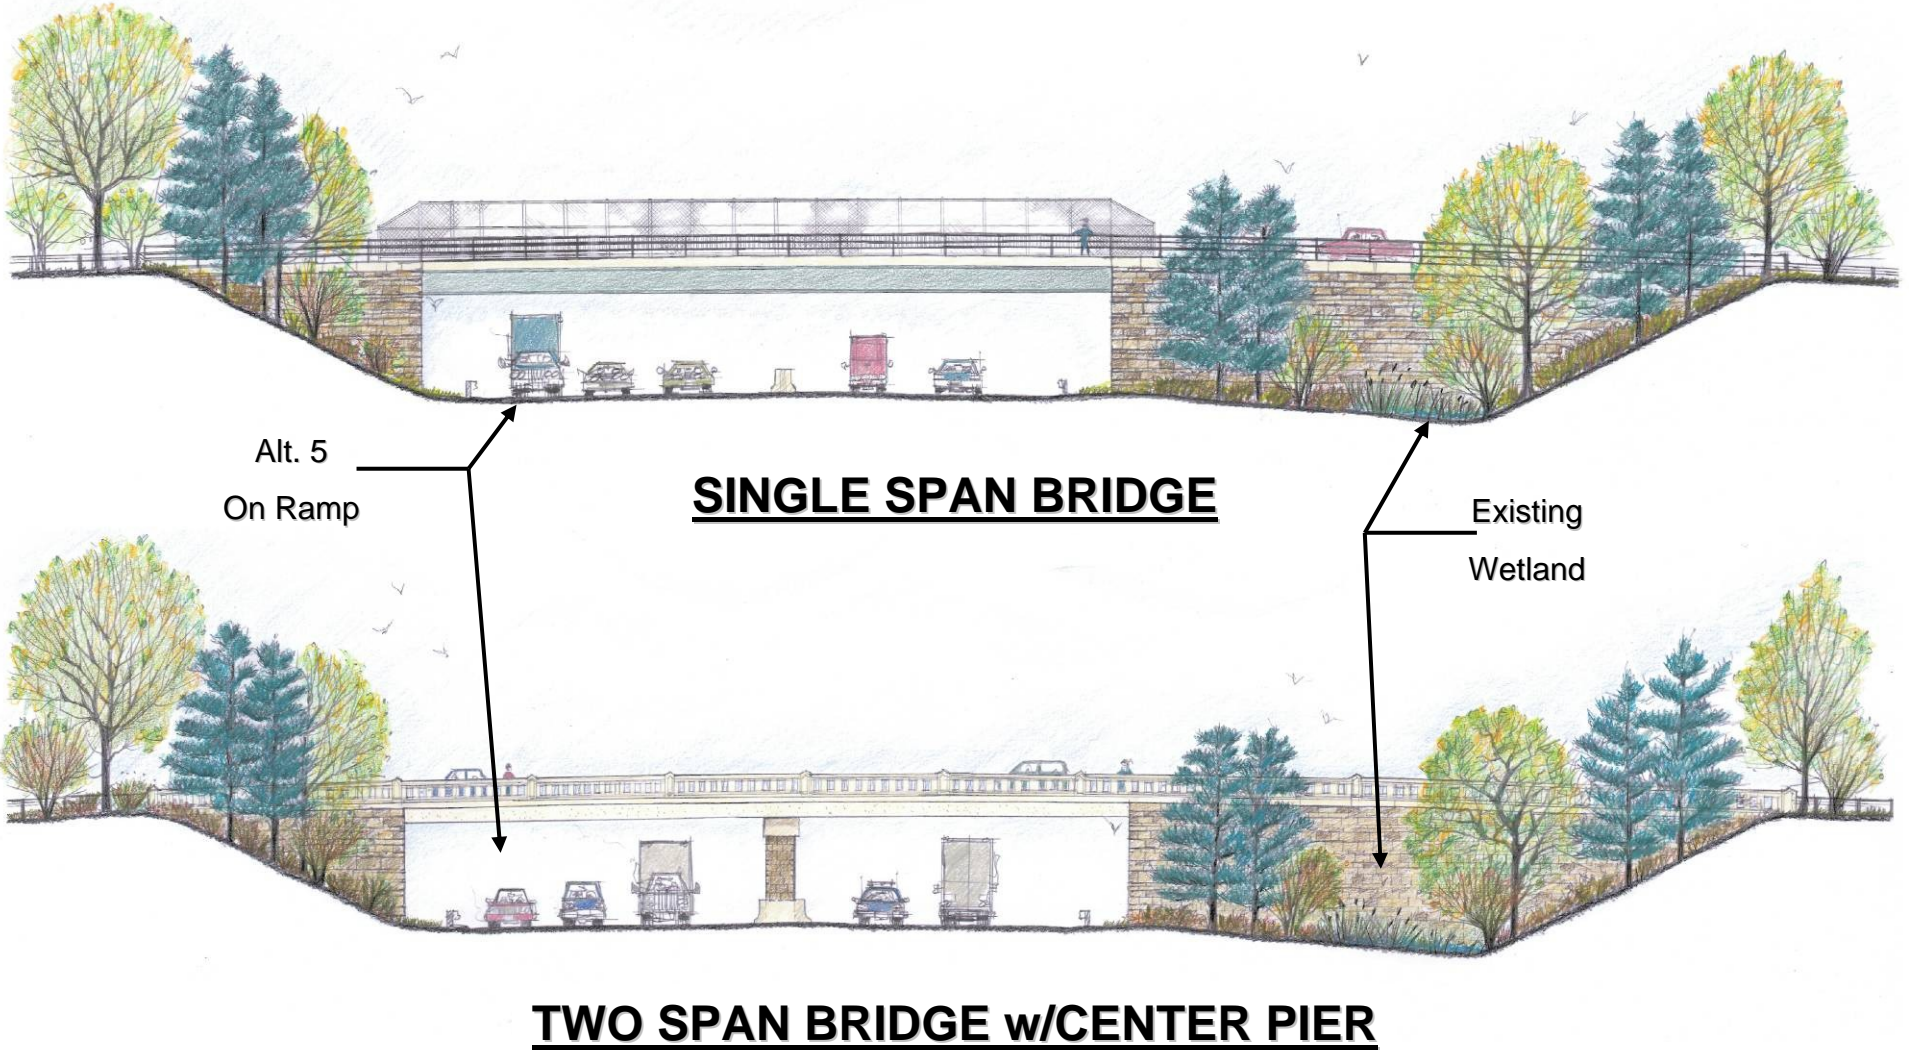 Alt. 5
On Ramp
SINGLE SPAN BRIDGE
Existing
Wetland
TWO SPAN BRIDGE w/CENTER PIER